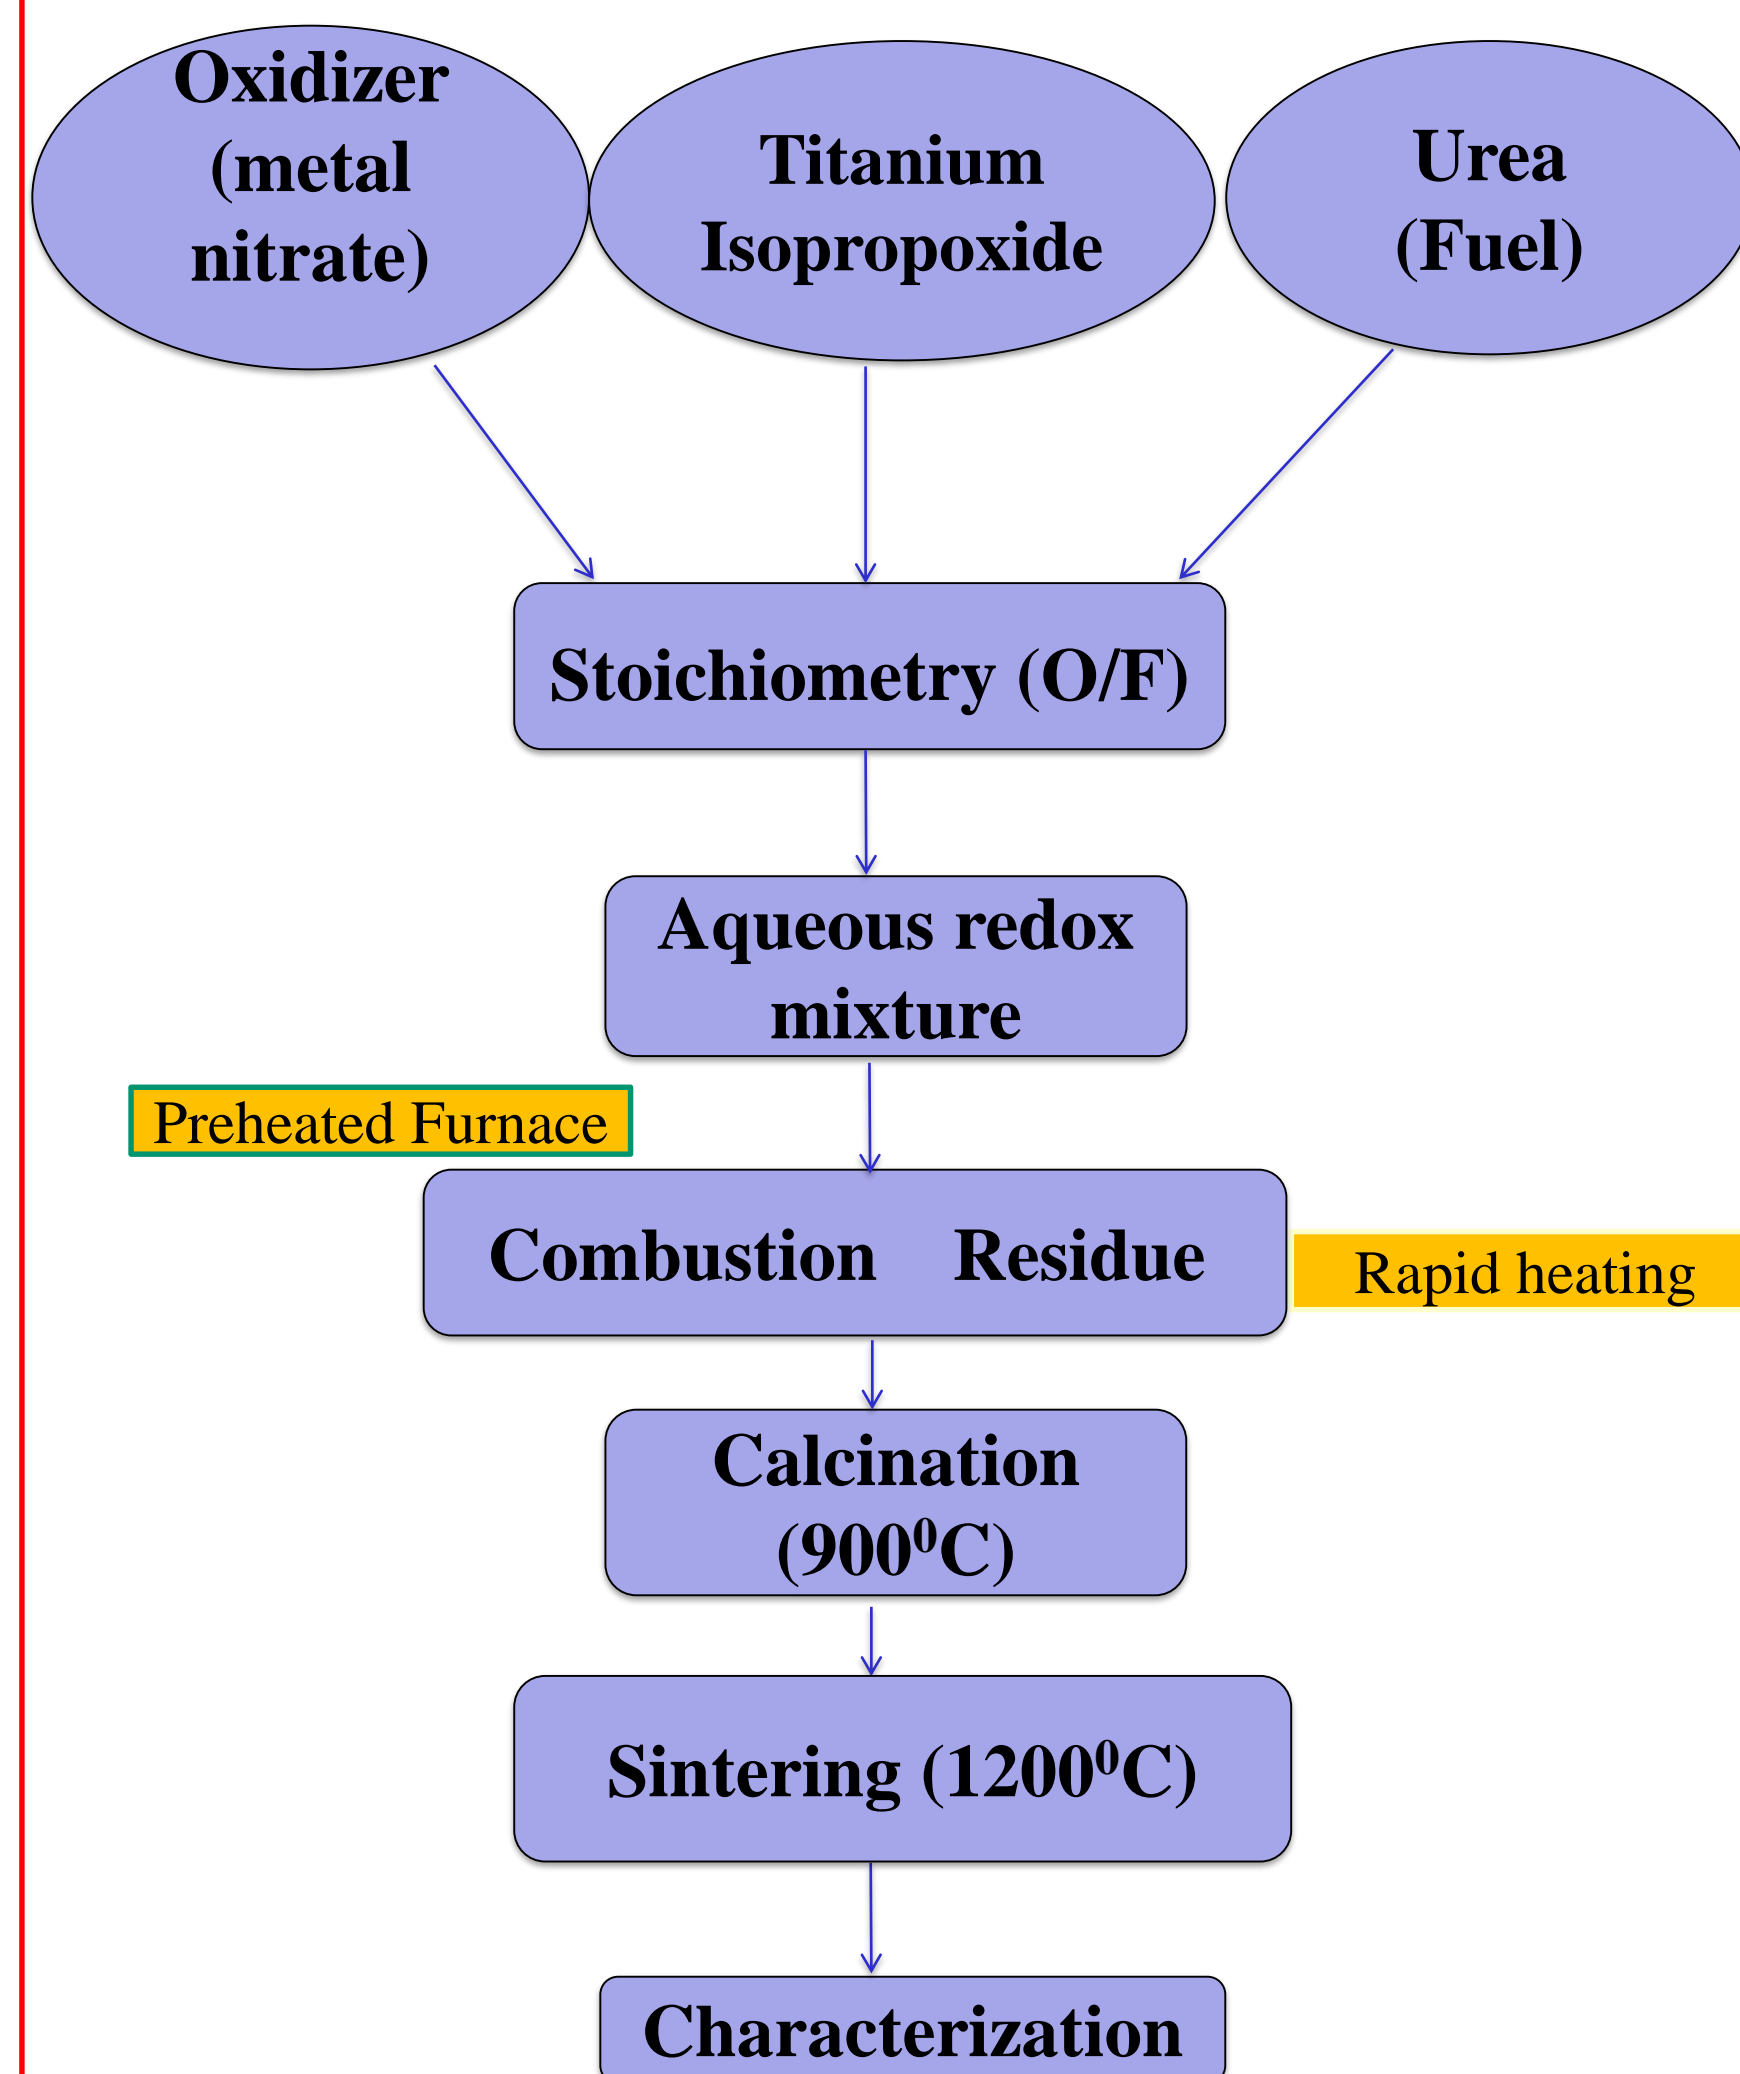 Oxidizer
(metal
nitrate)
Titanium
Isopropoxide
Urea
(Fuel)
Stoichiometry (O/F)
Aqueous redox
mixture
Preheated Furnace
Combustion Residue
Rapid heating
Calcination
(900⁰C)
Sintering (1200⁰C)
Characterization